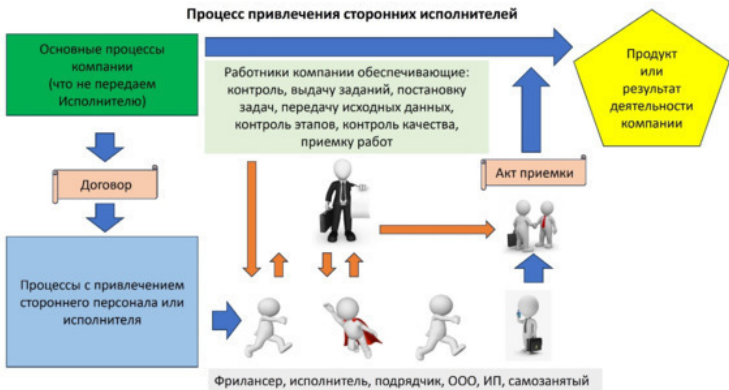 Процесс привлечения сторонних исполнителей
Основные процессы
компании
(что не передаем
Исполнителю)
Работники компании обеспечивающие:
контроль, выдачу заданий, постановку
задач, передачу исходных данных,
контроль этапов, контроль качества,
приемку работ
Продукт
или
результат
деятельности
компании
Договор
Акт приемки
Процессы с привлечением
стороннего персонала или
исполнителя
Фрилансер, исполнитель, подрядчик, ООО, ИП, самозанятый